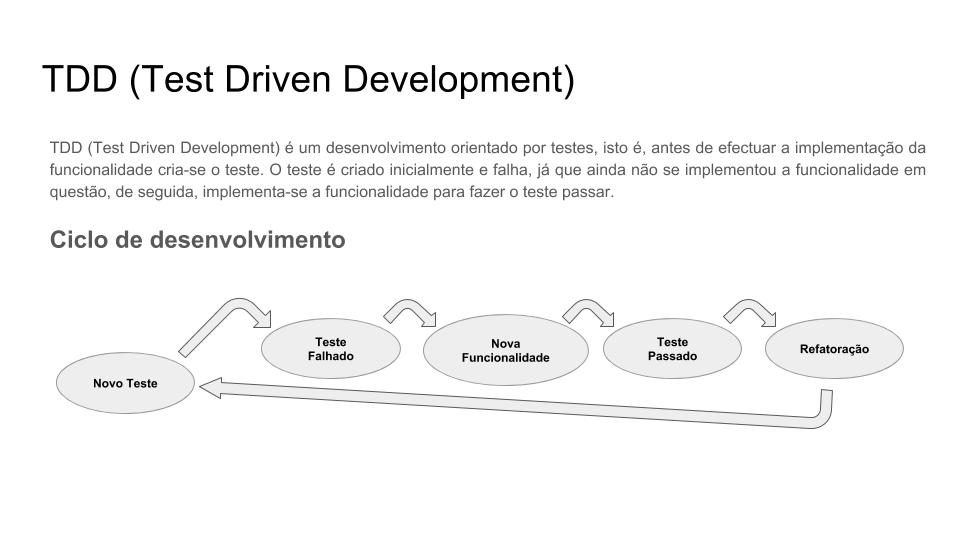 TDD (Test Driven Development)
TDD (Test Driven Development) é um desenvolvimento orientado por testes, isto é, antes de efectuar a implementação da
funcionalidade cria-se o teste. O teste é criado inicialmente e falha, já que ainda não se implementou a funcionalidade em
questão, de seguida, implementa-se a funcionalidade para fazer o teste passar.
Ciclo de desenvolvimento
Novo Teste
Teste
Falhado
Nova
Funcionalidade
Teste
Passado
Refatoração